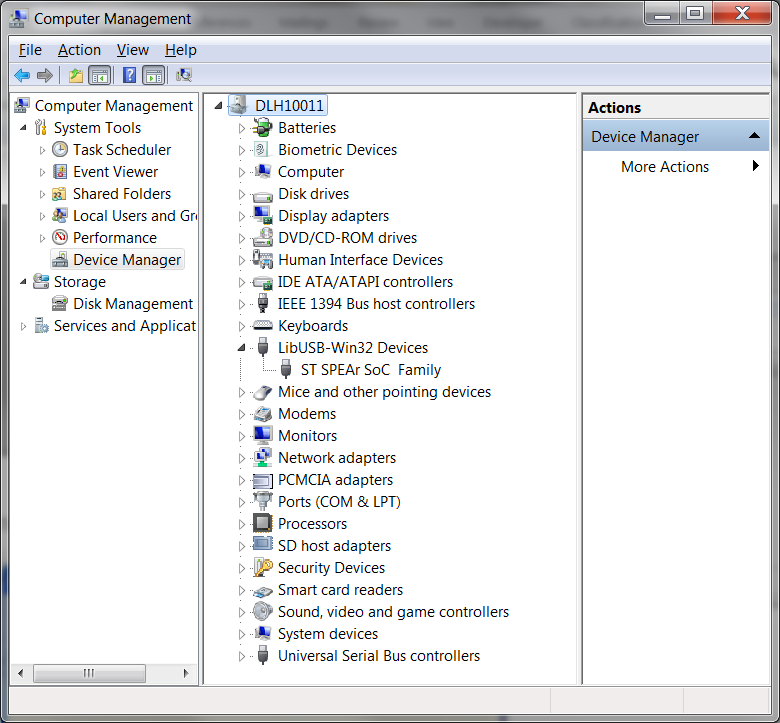 Computer Management
File Action View Help
Computer Management
System Tools
Task Scheduler
Event Viewer
Shared Folders
Local Users and Gr
Performance
Device Manager
Storage
Disk Management
Services and Applicat
DLH10011
Batteries
Biometric Devices
Computer
Disk drives
Display adapters
DVD/CD-ROM drives
Human Interface Devices
IDE ATA/ATAPI controllers
IEEE 1394 Bus host controllers
Keyboards
LibUSB-Win32 Devices
ST SPEAr SoC  Family
Mice and other pointing devices
Modems
Monitors
Network adapters
PCMCIA adapters
Ports (COM & LPT)
Processors
SD host adapters
Security Devices
Smart card readers
Sound, video and game controllers
System devices
Universal Serial Bus controllers
Actions
Device Manager
More Actions